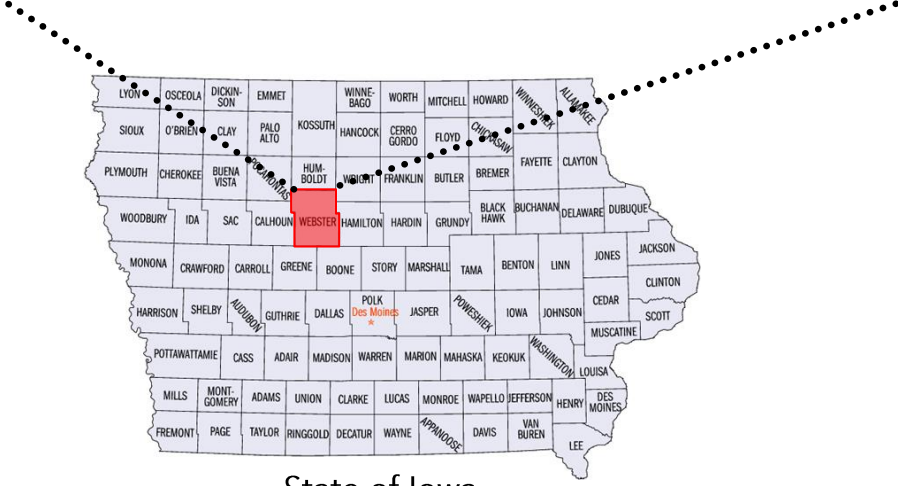 LYON
OSCEOLA
DICKIN-
SON
EMMET
KOSSUTH
WINNE-
BAGO
WORTH
MITCHELL
HOWARD
WINNESHIEK
ALLAMAKEE
SIOUX
O'BRIEN
CLAY
PALO
ALTO
HANCOCK
CERRO
GORDO
FLOYD
CHICKASAW
PLYMOUTH
CHEROKEE
BUENA
VISTA
POCAHONTAS
HUM-
BOLDT
WRIGHT
FRANKLIN
BUTLER
BREMER
FAYETTE
CLAYTON
WOODBURY
IDA
SAC
CALHOUN
WEBSTER
HAMILTON
HARDIN
GRUNDY
BLACK
HAWK
BUCHANAN
DELAWARE
DUBUQUE
MONONA
CRAWFORD
CARROLL
GREENE
BOONE
STORY
MARSHALL
TAMA
BENTON
LINN
JONES
JACKSON
CLINTON
HARRISON
SHELBY
AUDUBON
GUTHRIE
DALLAS
POLK
Des Moines
*
JASPER
POWESHIEK
IOWA
JOHNSON
CEDAR
SCOTT
MUSCATINE
POTTAWATTAMIE
CASS
ADAIR
MADISON
WARREN
MARION
MAHASKA
KEOKUK
WASHINGTON
LOUISA
MILLS
MONT-
GOMERY
ADAMS
UNION
CLARKE
LUCAS
MONROE
WAPELLO
JEFFERSON
HENRY
DES
MOINES
FREMONT
PAGE
TAYLOR
RINGGOLD
DECATUR
WAYNE
APPANOOSE
DAVIS
VAN
BUREN
LEE
State of Iowa